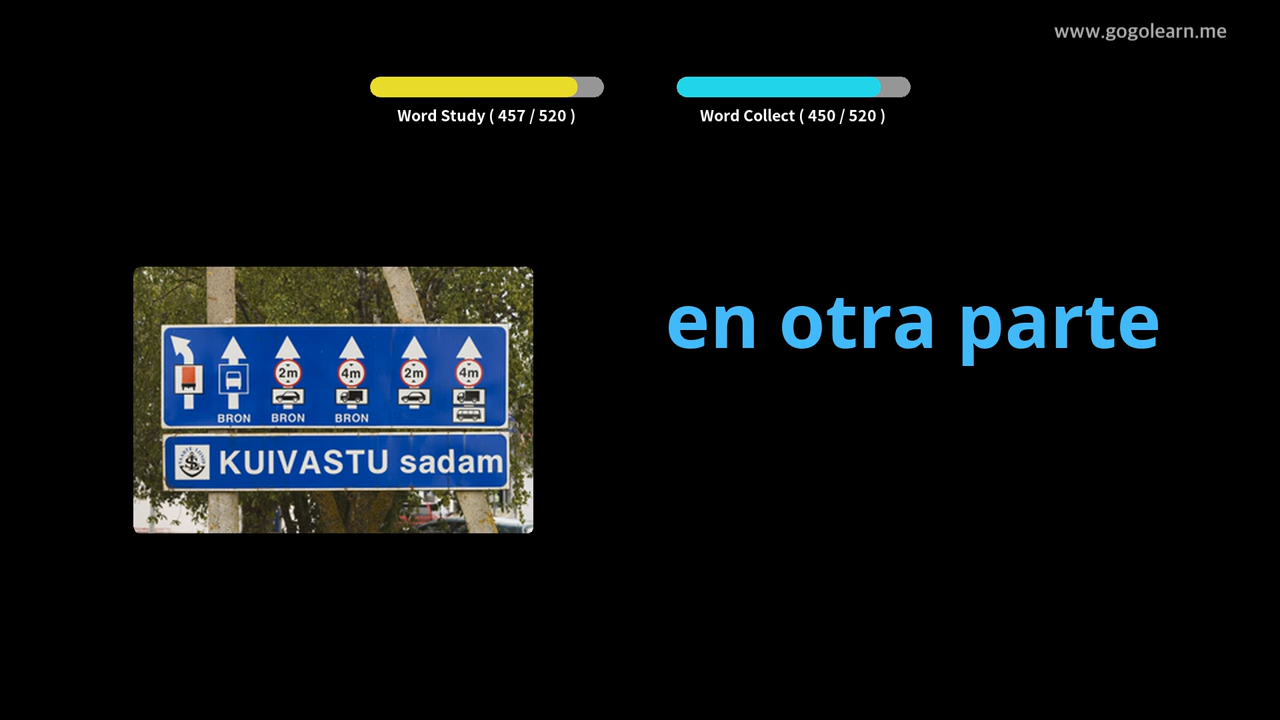 www.gogolearn.me
Word Study ( 457 / 520 )
Word Collect ( 450 / 520 )
en otra parte
2m 4m 2m 4m
BRON BRON BRON
KUIVASTU sadam